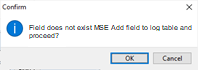 Confirm
Field does not exist MSE Add field to log table and
proceed?
OK
Cancel